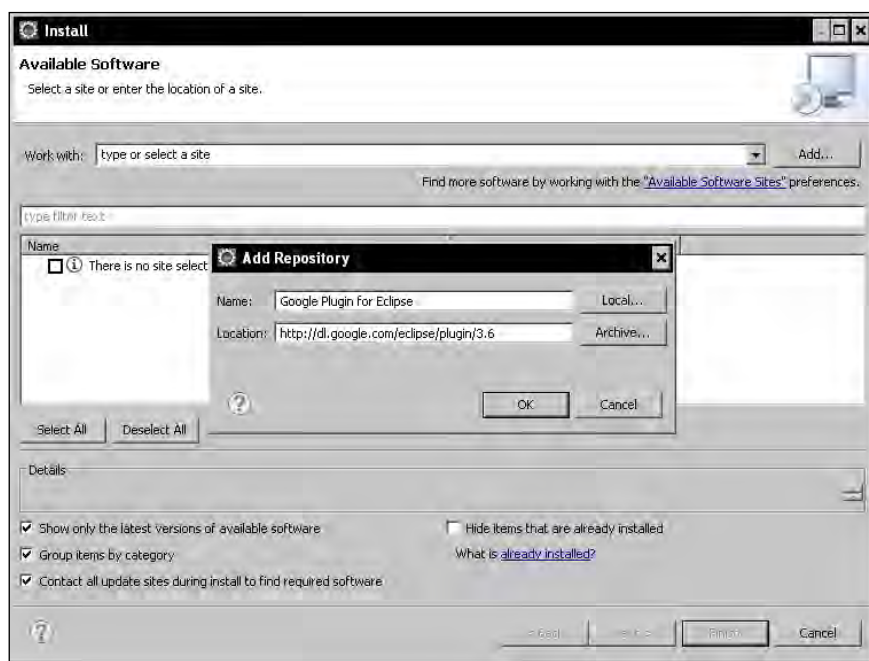 Install
Available Software
Select a site or enter the location of a site.
Work with: type or select a site Add...
Find more software by working with the "Available Software Sites" preferences.
type filter text
Name
There is no site select
Add Repository
Name: Google Plugin for Eclipse Local...
Location: http://dl.google.com/eclipse/plugin/3.6 Archive...
OK Cancel
Select All Deselect All
Details
Show only the latest versions of available software Hide items that are already installed
Group items by category What is already installed?
Contact all update sites during install to find required software
Finish Cancel